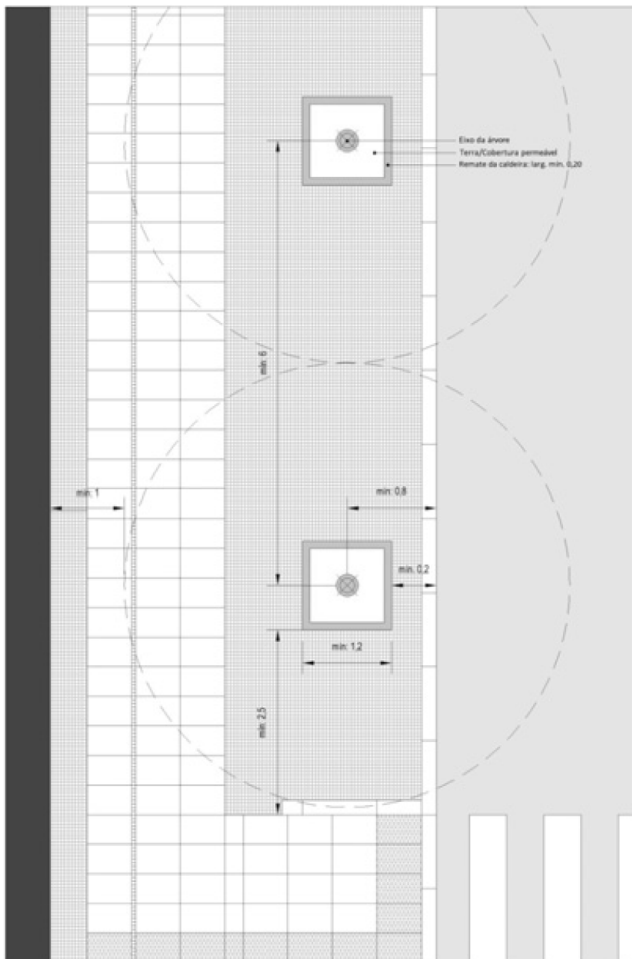 Eixo da árvore
Terra/Cobertura permeável
Remate da caldeira: larg. min. 0,20
min: 6
min: 1
min: 0,8
min. 0,2
min: 1,2
min: 2,5